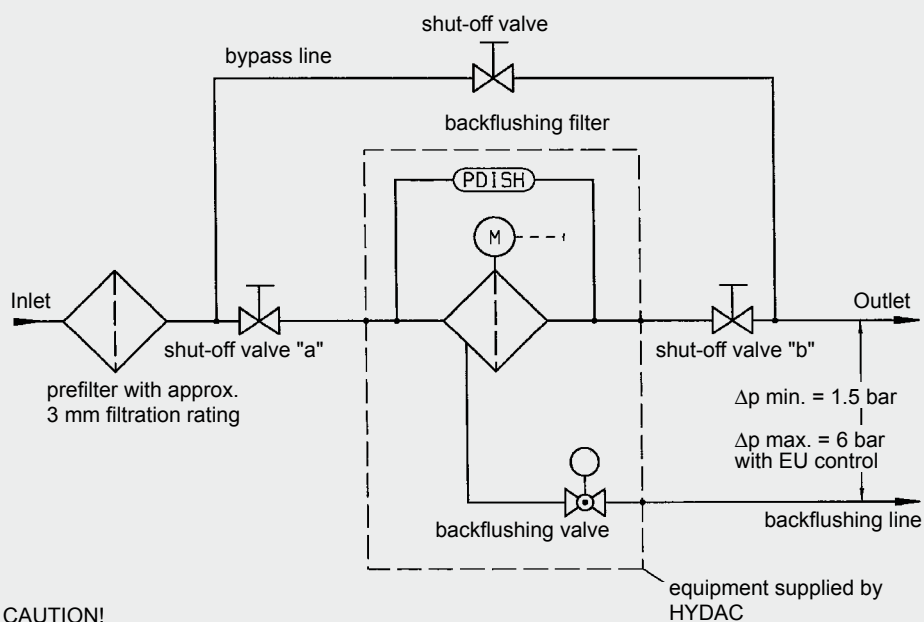 shut-off valve
bypass line
backflushing filter
PDISH
M
Inlet
Outlet
shut-off valve "a"
shut-off valve "b"
prefilter with approx.
3 mm filtration rating
Δp min. = 1.5 bar
Δp max. = 6 bar
with EU control
backflushing valve
backflushing line
equipment supplied by
HYDAC
CAUTION!